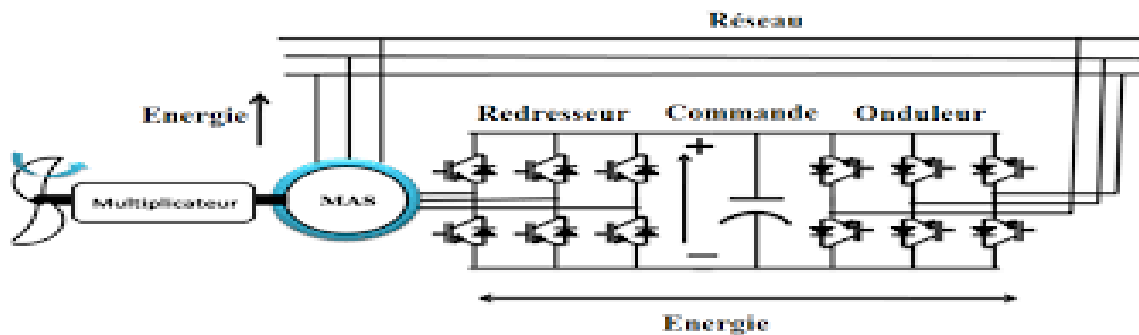 Réseau
Energie
Redresseur Commande Onduleur
+
Multiplicateur
MAS
—
Energie